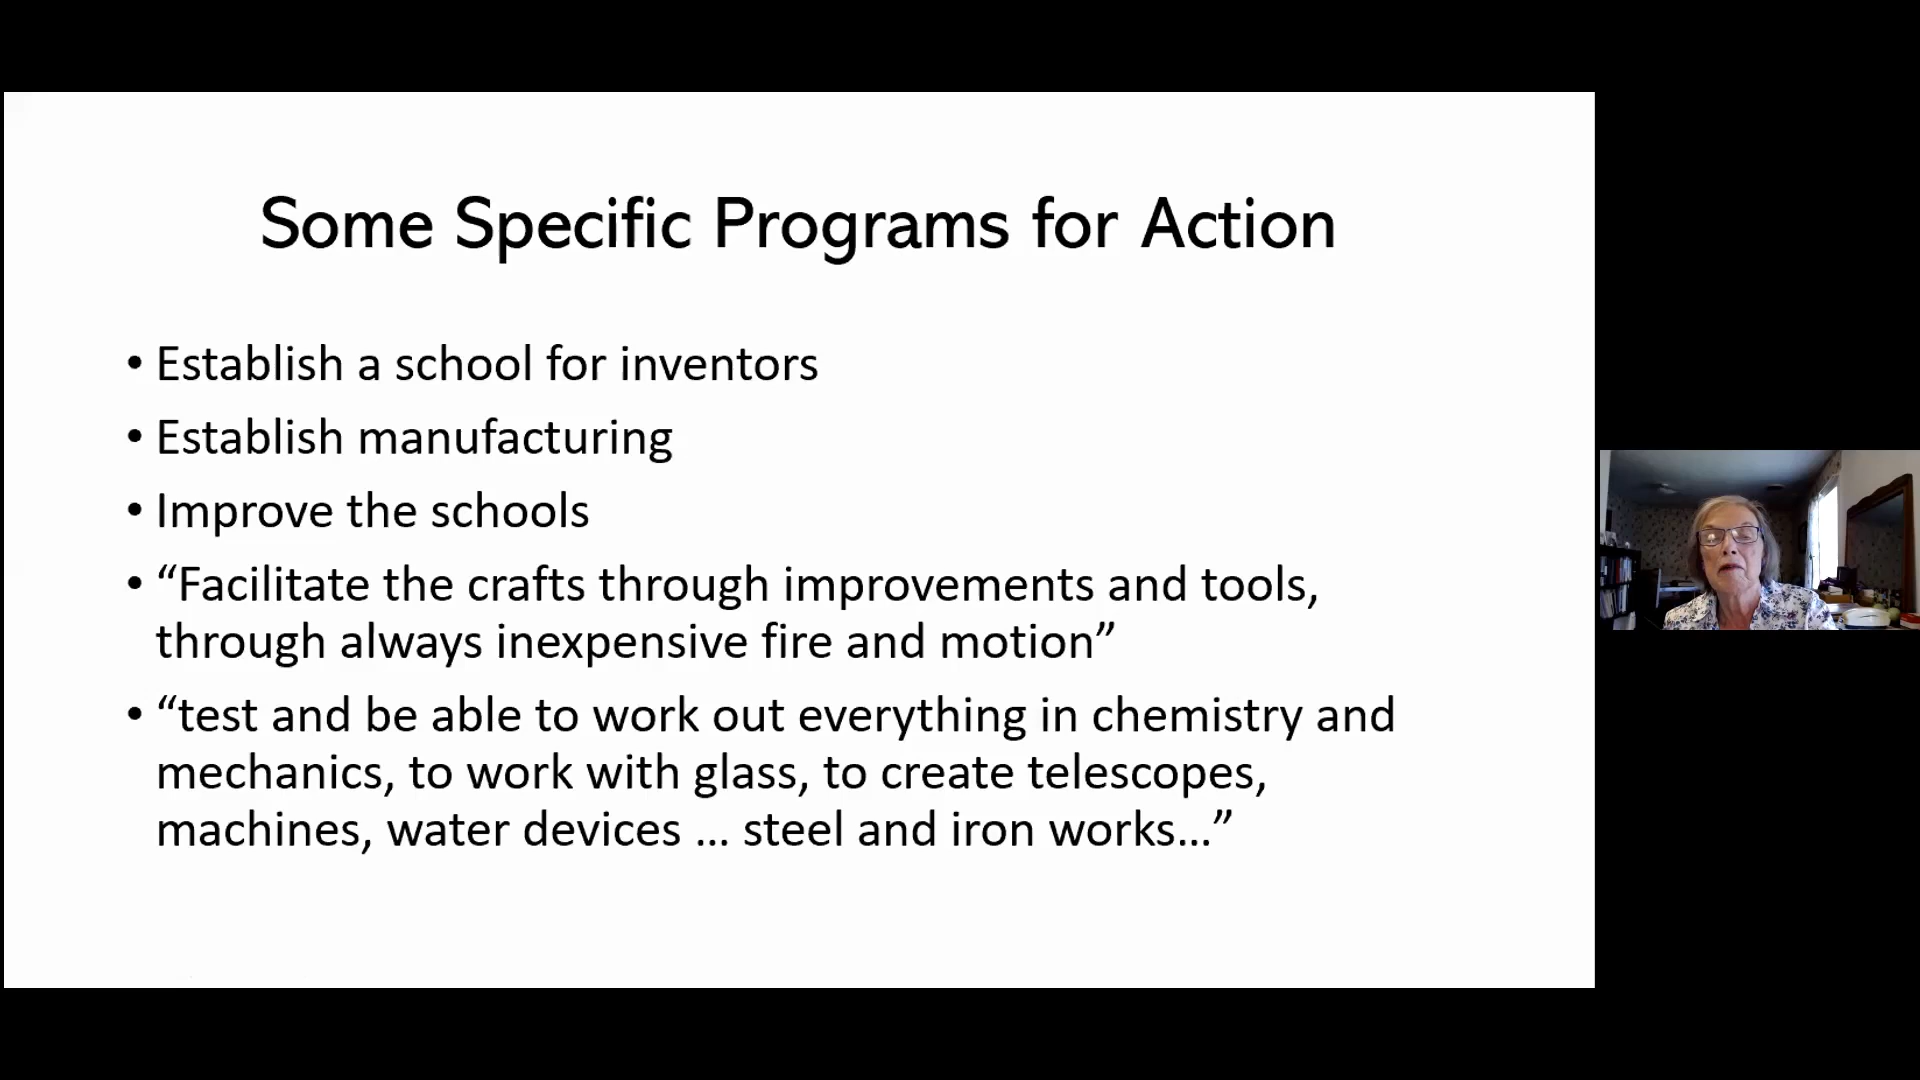 Some Specific Programs for Action
• Establish a school for inventors
• Establish manufacturing
• Improve the schools
• “Facilitate the crafts through improvements and tools,
through always inexpensive fire and motion”
• “test and be able to work out everything in chemistry and
mechanics, to work with glass, to create telescopes,
machines, water devices ... steel and iron works...”